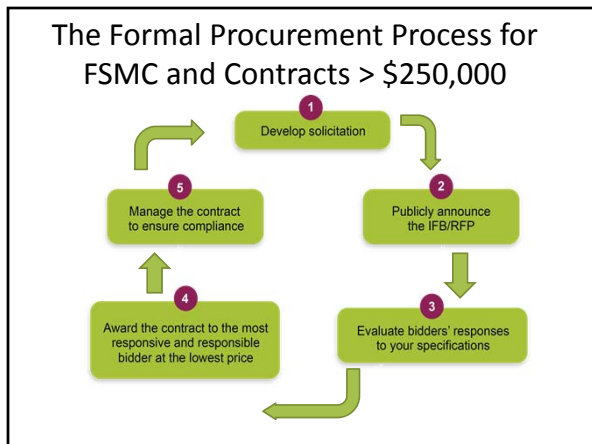 The Formal Procurement Process for
FSMC and Contracts > $250,000
1
Develop solicitation
2
Publicly announce
the IFB/RFP
3
Evaluate bidders' responses
to your specifications
4
Award the contract to the most
responsive and responsible
bidder at the lowest price
5
Manage the contract
to ensure compliance